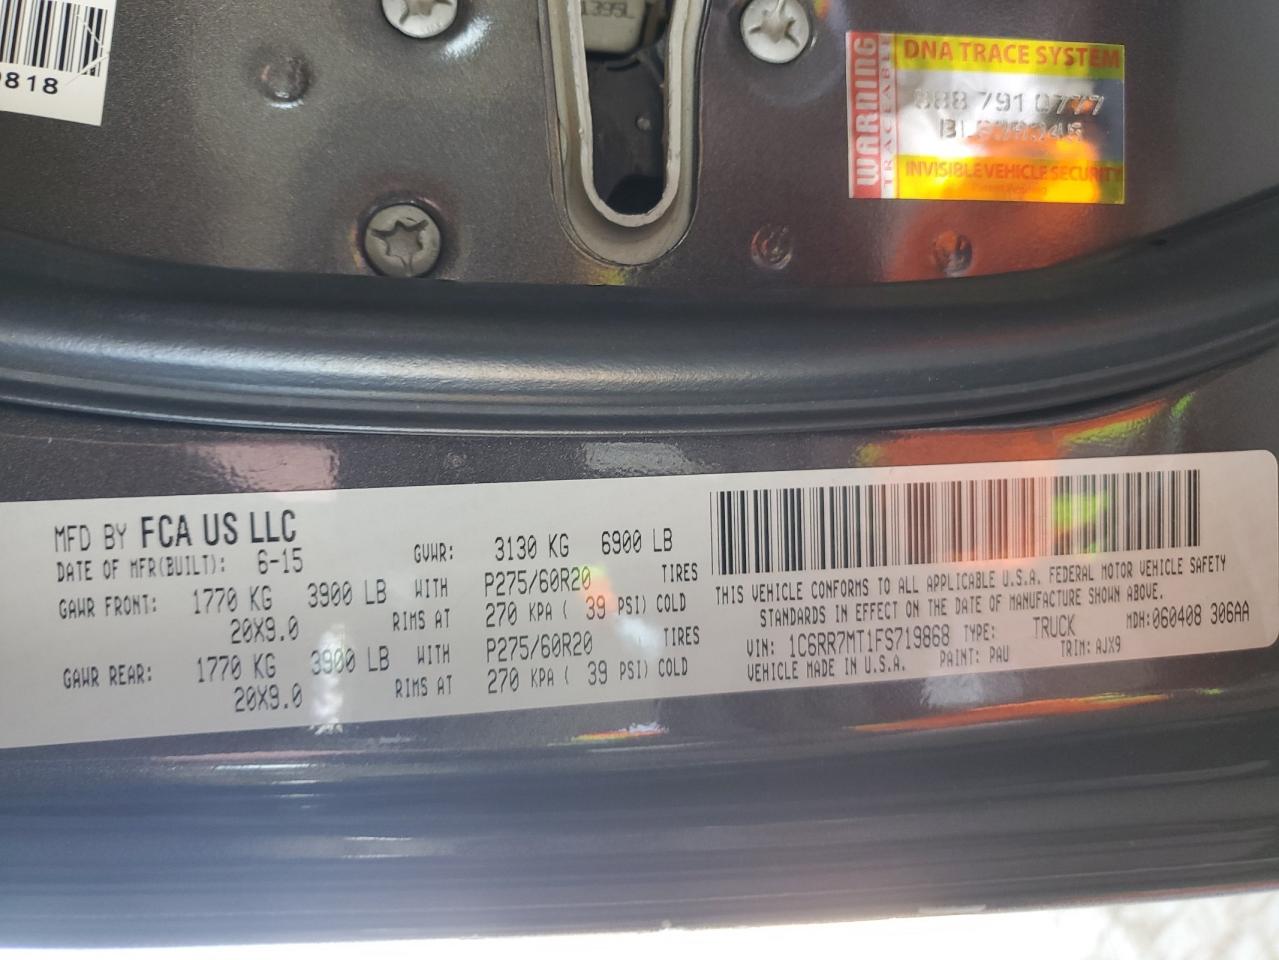 9818
1395L
WARNING
TRACEABLE
DNA TRACE SYSTEM
888 791 0777
INVISIBLE VEHICLE SECURITY
MFD BY FCA US LLC
DATE OF MFR(BUILT): 6-15 GVWR: 3130 KG 6900 LB
GAWR FRONT: 1770 KG 3900 LB WITH P275/60R20 TIRES
20X9.0 RIMS AT 270 KPA ( 39 PSI) COLD
GAWR REAR: 1770 KG 3900 LB WITH P275/60R20 TIRES
20X9.0 RIMS AT 270 KPA ( 39 PSI) COLD
THIS VEHICLE CONFORMS TO ALL APPLICABLE U.S.A. FEDERAL MOTOR VEHICLE SAFETY
STANDARDS IN EFFECT ON THE DATE OF MANUFACTURE SHOWN ABOVE.
VIN: 1C6RR7MT1FS719868 TYPE: TRUCK MDH:060408 306AA
VEHICLE MADE IN U.S.A. PAINT: PAU TRIM: AJX9